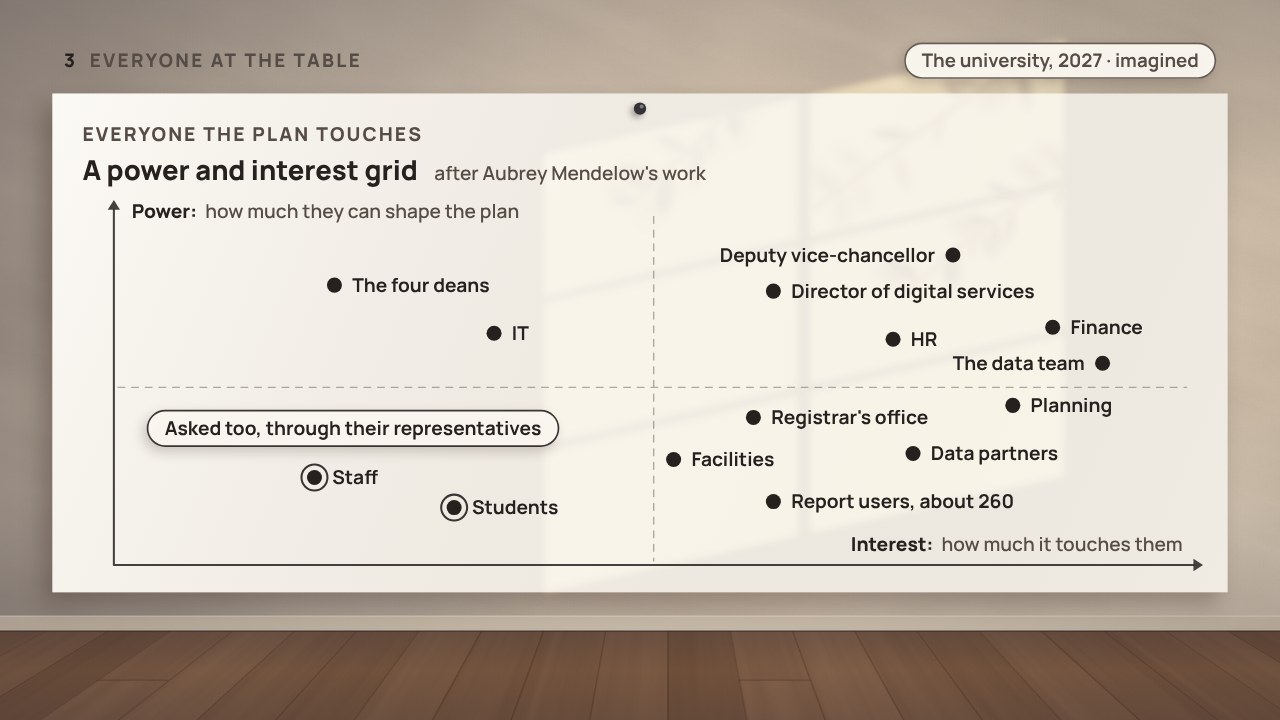 3 EVERYONE AT THE TABLE
The university, 2027 · imagined
EVERYONE THE PLAN TOUCHES
A power and interest grid after Aubrey Mendelow's work
Power: how much they can shape the plan
Deputy vice-chancellor
The four deans
Director of digital services
IT
Finance
HR
The data team
Planning
Registrar's office
Asked too, through their representatives
Data partners
Facilities
Staff
Report users, about 260
Students
Interest: how much it touches them